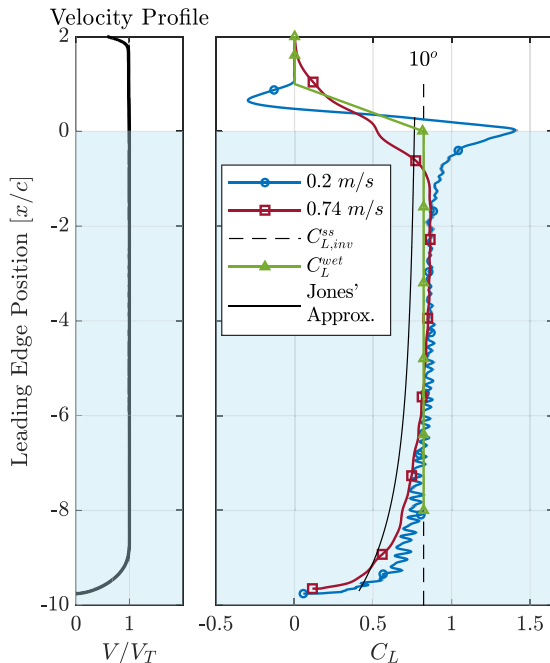 Velocity Profile
10°
2
0
-2
-4
-6
-8
-10
Leading Edge Position [x/c]
0.2 m/s
0.74 m/s
C_{L,inv}^{ss}
C_L^{wet}
Jones'
Approx.
0 1 -0.5 0 0.5 1 1.5
V/V_T C_L